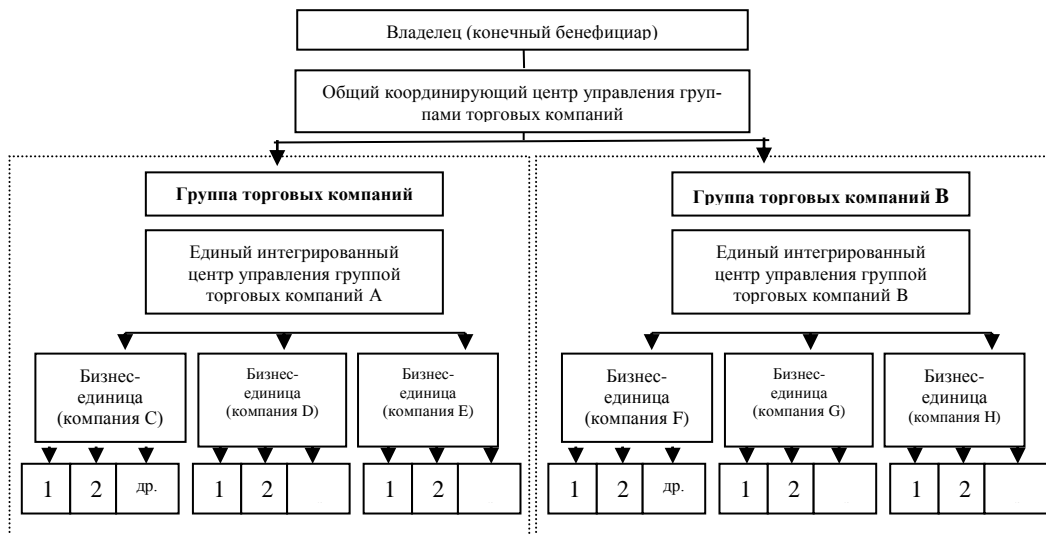 Владелец (конечный бенефициар)
Общий координирующий центр управления груп-
пами торговых компаний
Группа торговых компаний
Группа торговых компаний В
Единый интегрированный
центр управления группой
торговых компаний А
Единый интегрированный
центр управления группой
торговых компаний В
Бизнес-
единица
(компания С)
Бизнес-
единица
(компания D)
Бизнес-
единица
(компания Е)
Бизнес-
единица
(компания F)
Бизнес-
единица
(компания G)
Бизнес-
единица
(компания H)
1 2 др. 1 2 1 2 1 2 др. 1 2 1 2